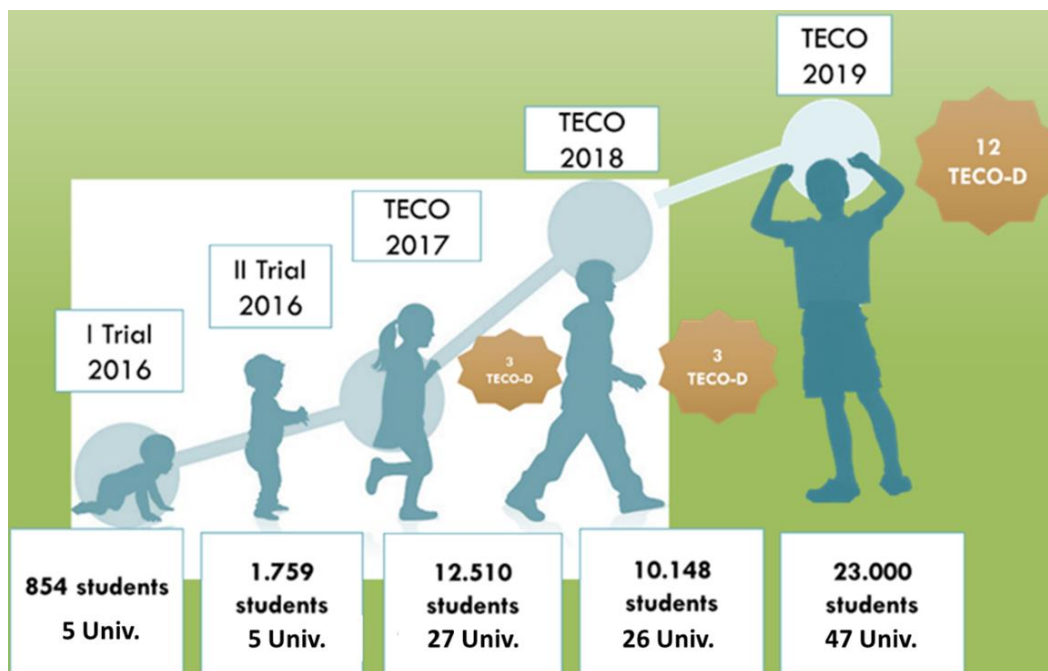 TECO
2019
12
TECO-D
TECO
2018
TECO
2017
II Trial
2016
I Trial
2016
3
TECO-D
3
TECO-D
854 students
5 Univ.
1.759
students
5 Univ.
12.510
students
27 Univ.
10.148
students
26 Univ.
23.000
students
47 Univ.